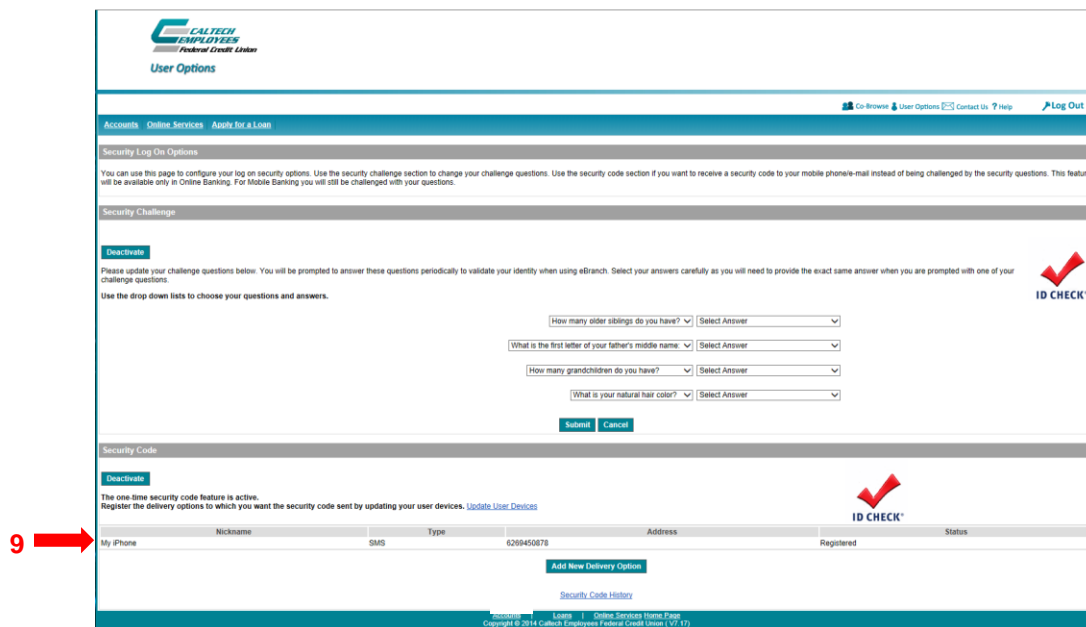 CALTECH
EMPLOYEES
Federal Credit Union
User Options
Co-Browse User Options Contact Us ? Help Log Out
Accounts Online Services Apply for a Loan
Security Log On Options
You can use this page to configure your log on security options. Use the security challenge section to change your challenge questions. Use the security code section if you want to receive a security code to your mobile phone/e-mail instead of being challenged by the security questions. This featur
will be available only in Online Banking. For Mobile Banking you will still be challenged with your questions.
Security Challenge
Deactivate
Please update your challenge questions below. You will be prompted to answer these questions periodically to validate your identity when using eBranch. Select your answers carefully as you will need to provide the exact same answer when you are prompted with one of your
challenge questions.
ID CHECK
Use the drop down lists to choose your questions and answers.
How many older siblings do you have? Select Answer
What is the first letter of your father's middle name: Select Answer
How many grandchildren do you have? Select Answer
What is your natural hair color? Select Answer
Submit Cancel
Security Code
Deactivate
The one-time security code feature is active.
Register the delivery options to which you want the security code sent by updating your user devices. Update User Devices
ID CHECK
Nickname Type Address Status
9 My iPhone SMS 6269450878 Registered
Add New Delivery Option
Security Code History
Accounts | Loans | Online Services Home Page
Copyright © 2014 Caltech Employees Federal Credit Union ( V7.17)